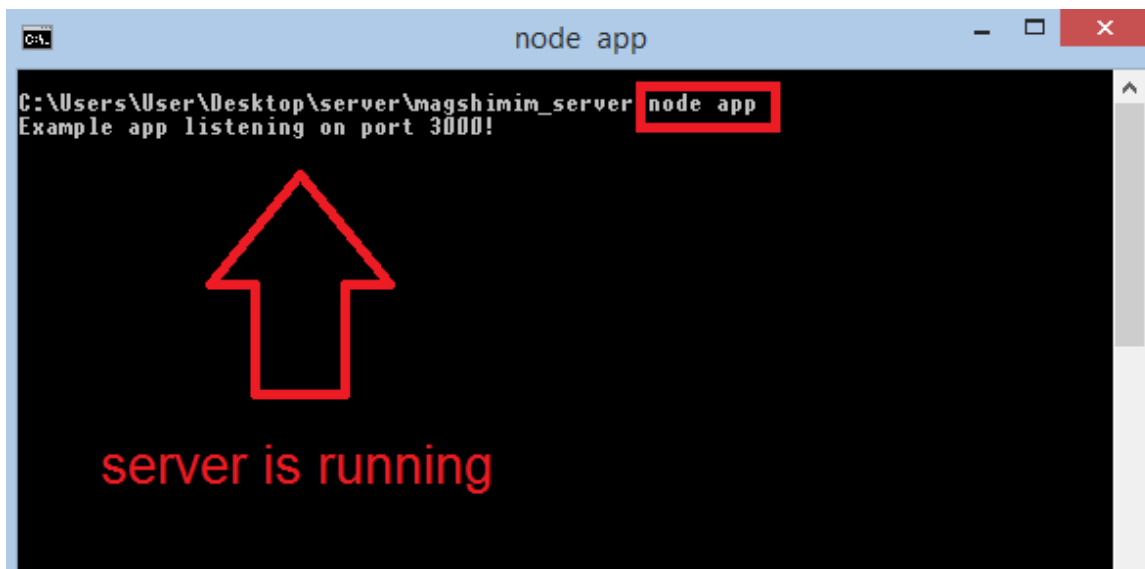 C:\.
node app
C:\Users\User\Desktop\server\magshimim_server node app
Example app listening on port 3000!
server is running